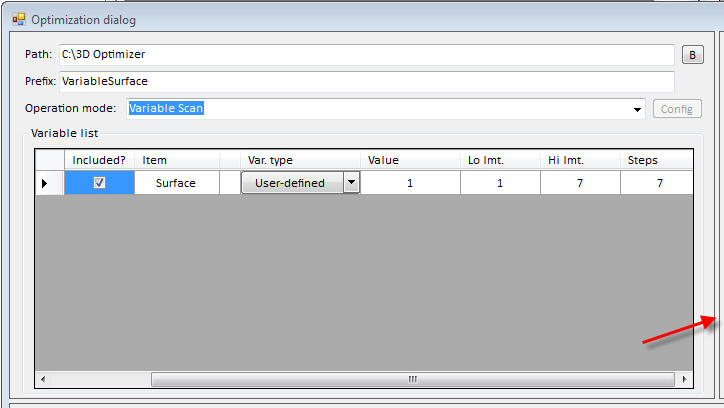 Optimization dialog
Path: C:\3D Optimizer B
Prefix: VariableSurface
Operation mode: Variable Scan Config
Variable list
Included? Item Var. type Value Lo lmt. Hi lmt. Steps
Surface User-defined 1 1 7 7